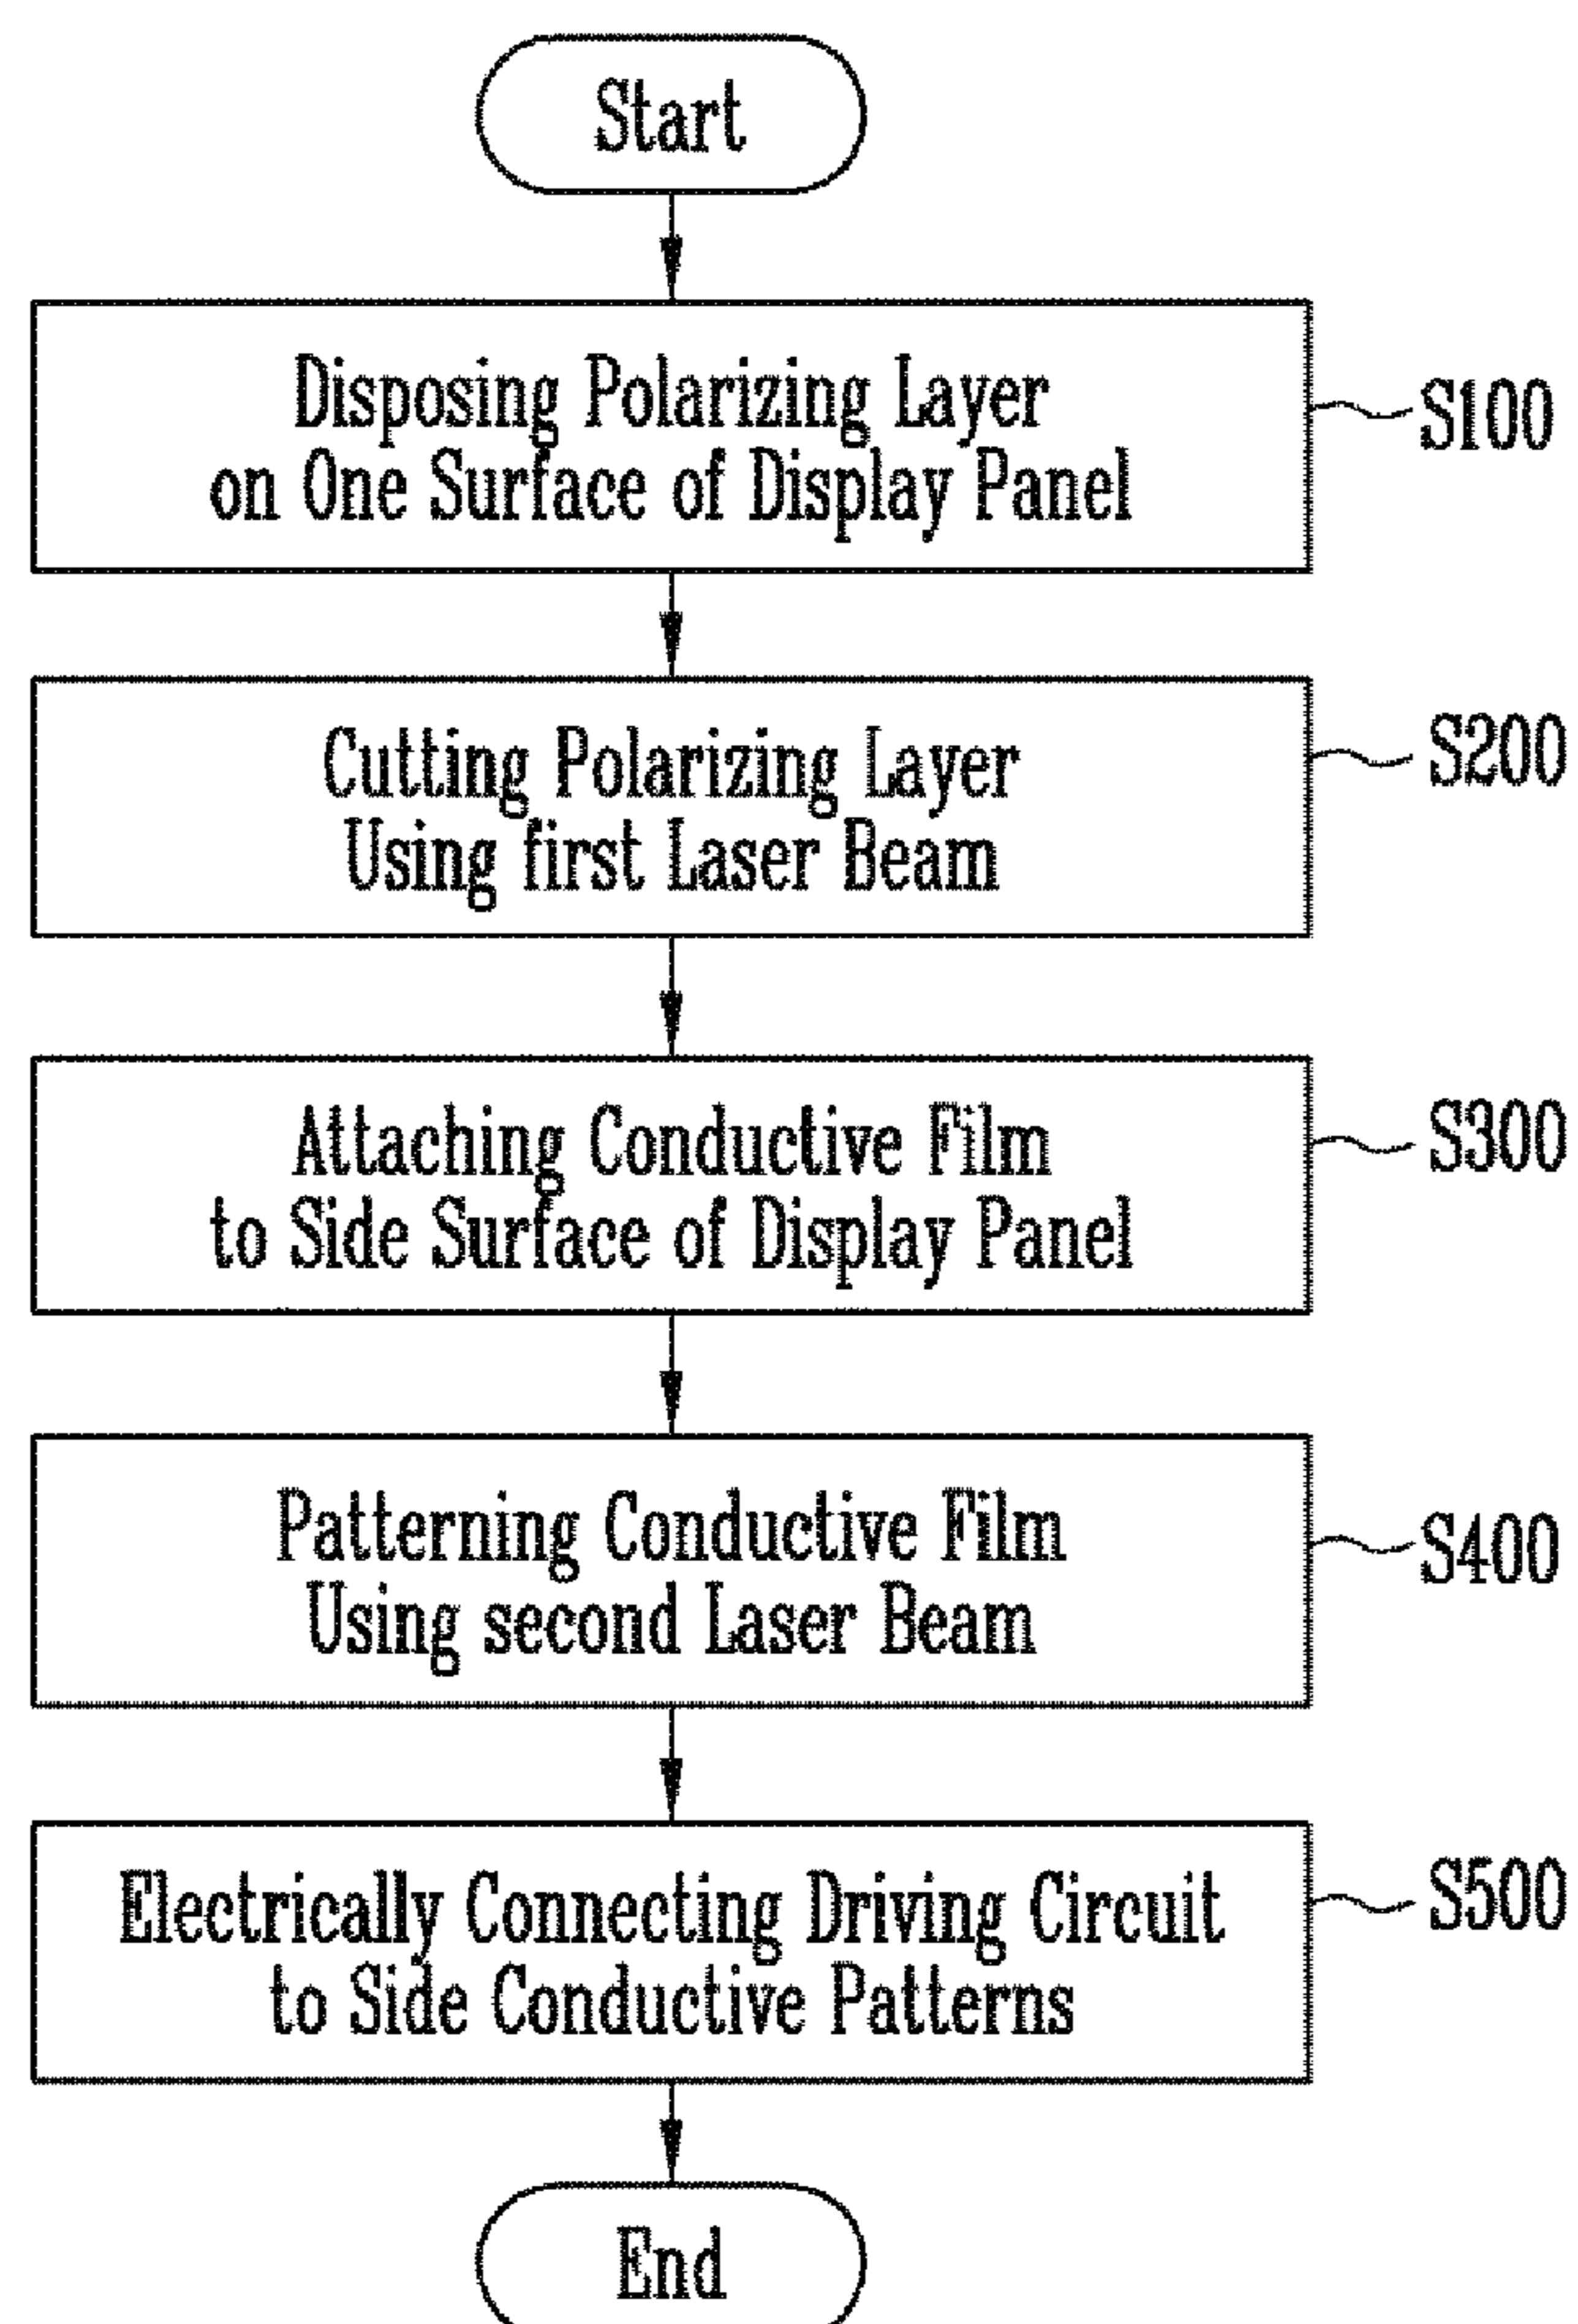 Start
Disposing Polarizing Layer
on One Surface of Display Panel
S100
Cutting Polarizing Layer
Using first Laser Beam
S200
Attaching Conductive Film
to Side Surface of Display Panel
S300
Patterning Conductive Film
Using second Laser Beam
S400
Electrically Connecting Driving Circuit
to Side Conductive Patterns
S500
End